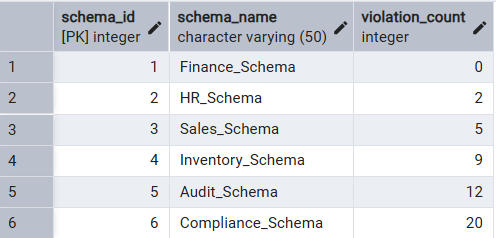 schema_id schema_name violation_count
[PK] integer character varying (50) integer
1 1 Finance_Schema 0
2 2 HR_Schema 2
3 3 Sales_Schema 5
4 4 Inventory_Schema 9
5 5 Audit_Schema 12
6 6 Compliance_Schema 20